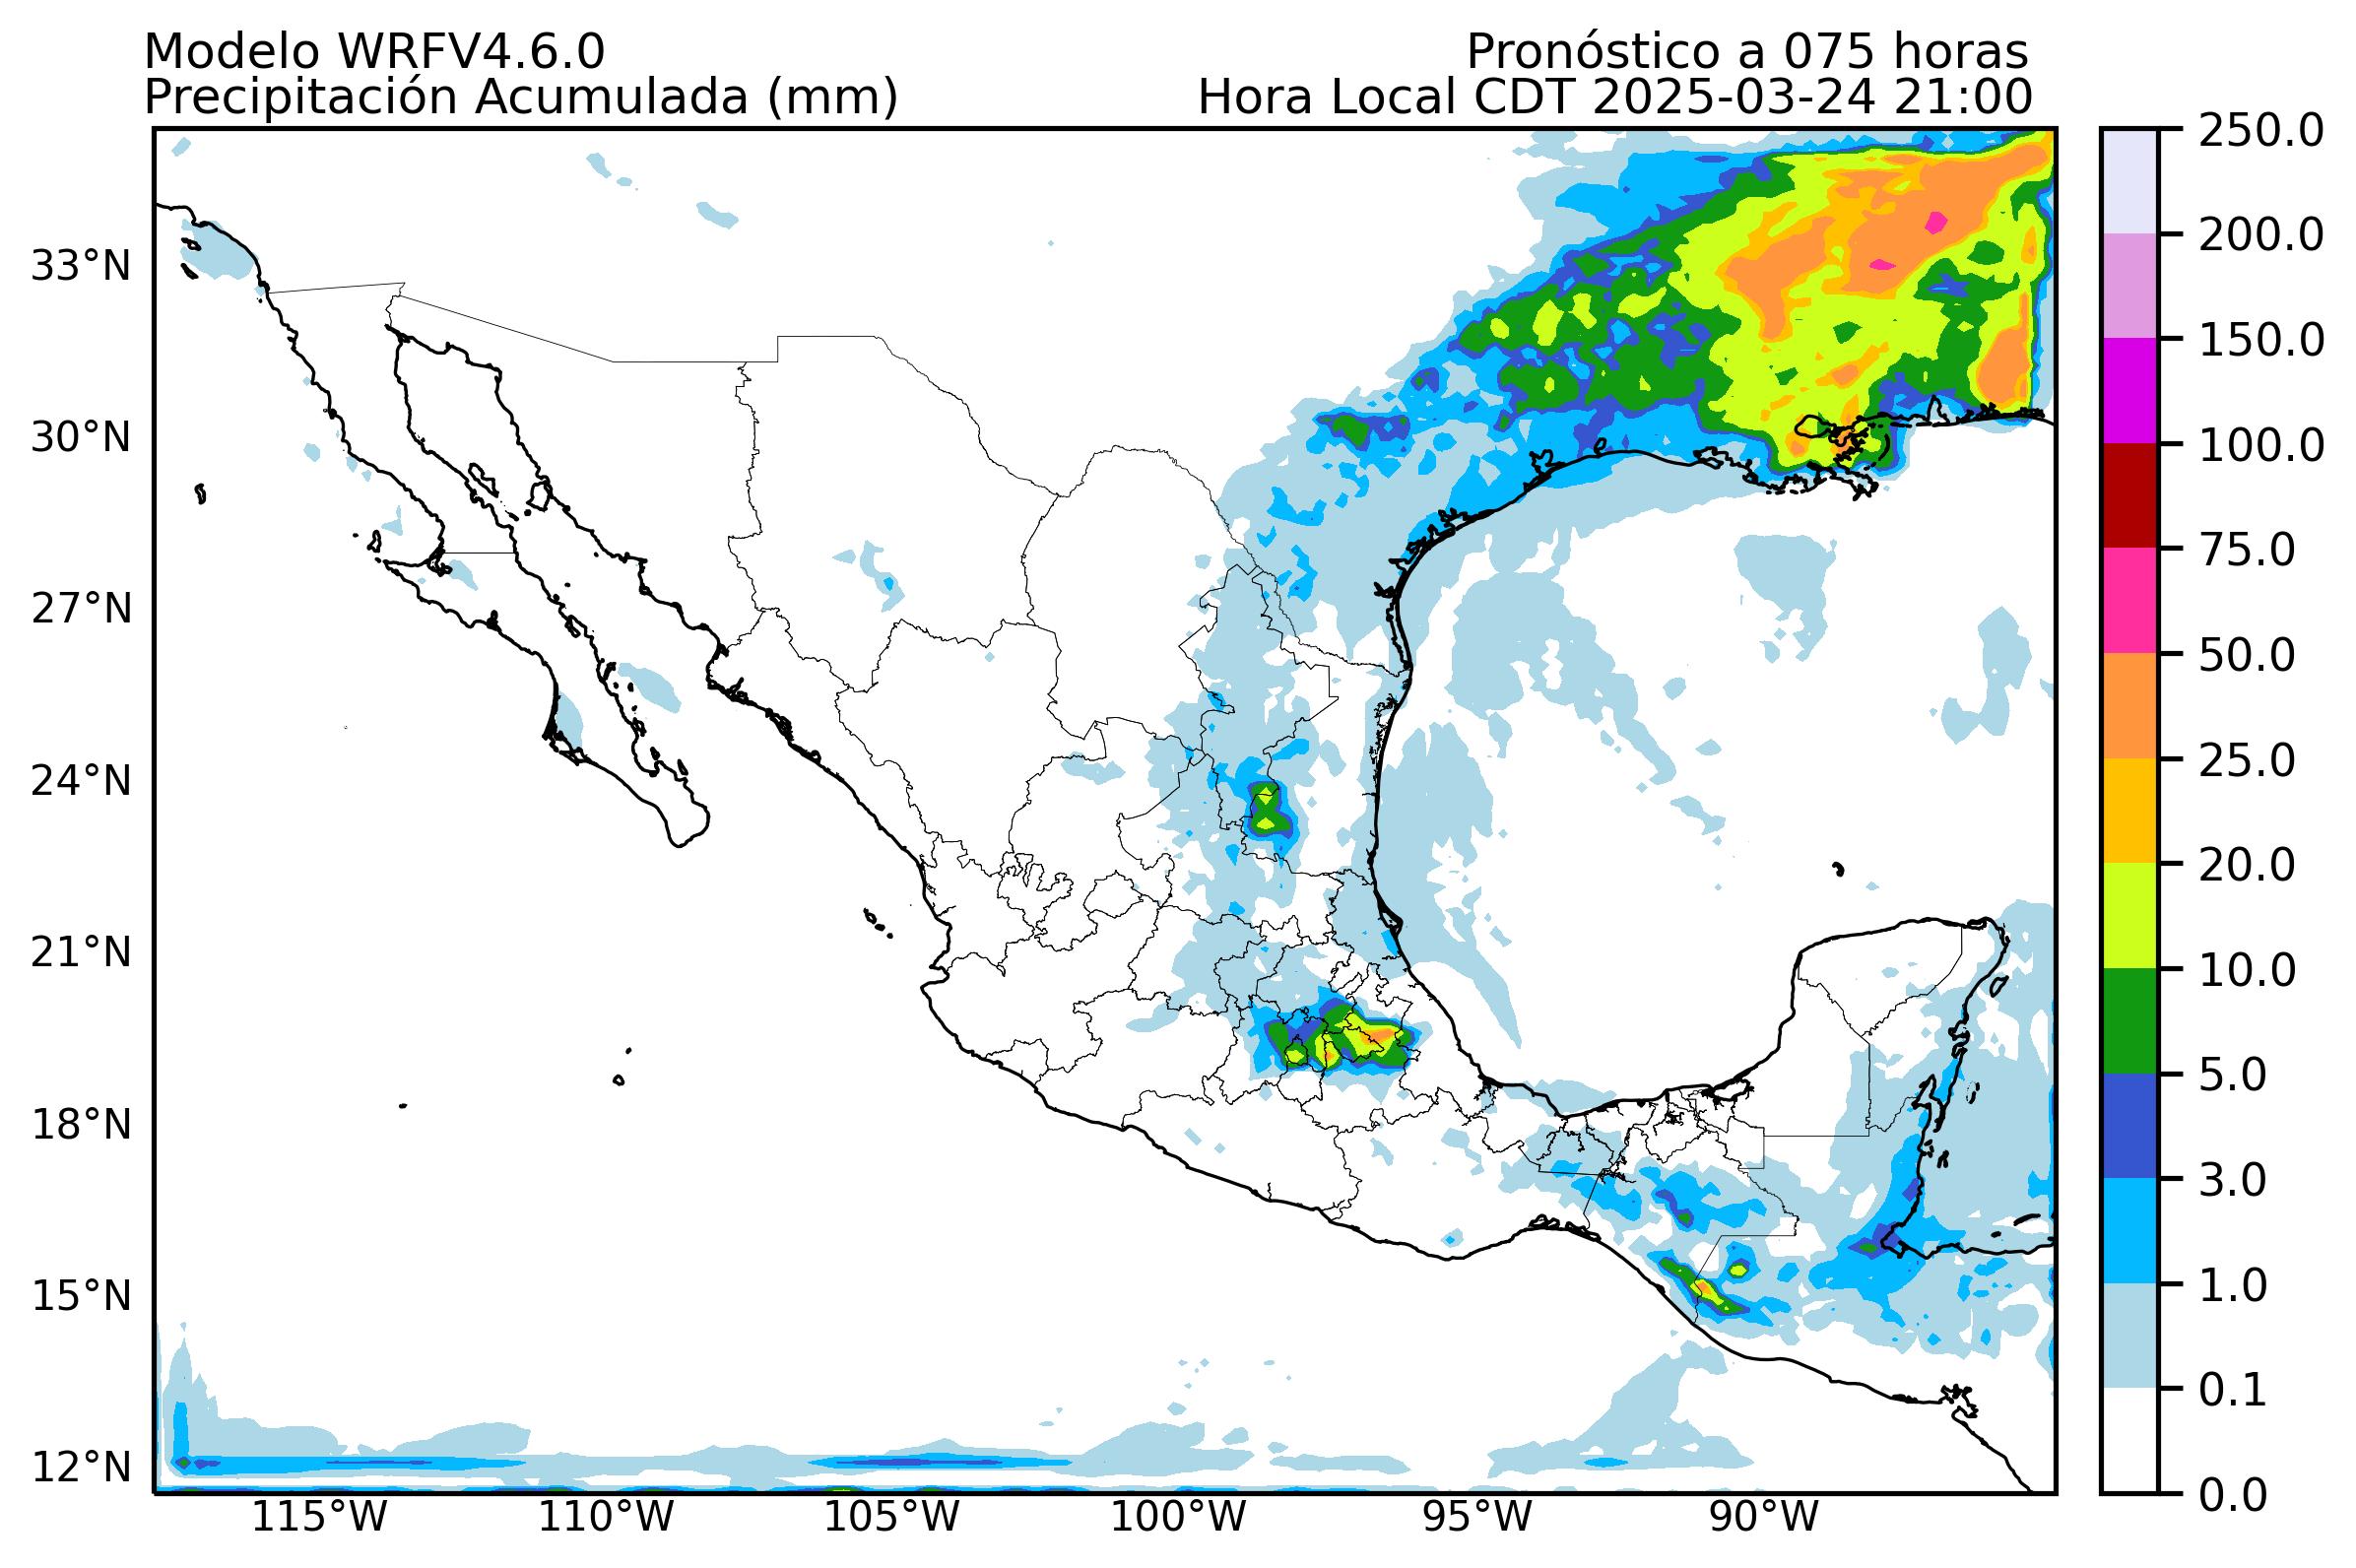 Modelo WRFV4.6.0
Pronóstico a 075 horas
Precipitación Acumulada (mm)
Hora Local CDT 2025-03-24 21:00
33°N
30°N
27°N
24°N
21°N
18°N
15°N
12°N
115°W
110°W
105°W
100°W
95°W
90°W
250.0
200.0
150.0
100.0
75.0
50.0
25.0
20.0
10.0
5.0
3.0
1.0
0.1
0.0